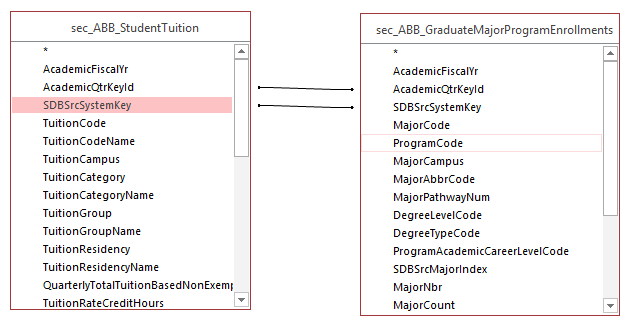 sec_ABB_StudentTuition
*
AcademicFiscalYr
AcademicQtrKeyId
SDBSrcSystemKey
TuitionCode
TuitionCodeName
TuitionCampus
TuitionCategory
TuitionCategoryName
TuitionGroup
TuitionGroupName
TuitionResidency
TuitionResidencyName
QuarterlyTotalTuitionBasedNonExemp
TuitionRateCreditHours
sec_ABB_GraduateMajorProgramEnrollments
*
AcademicFiscalYr
AcademicQtrKeyId
SDBSrcSystemKey
MajorCode
ProgramCode
MajorCampus
MajorAbbrCode
MajorPathwayNum
DegreeLevelCode
DegreeTypeCode
ProgramAcademicCareerLevelCode
SDBSrcMajorIndex
MajorNbr
MajorCount